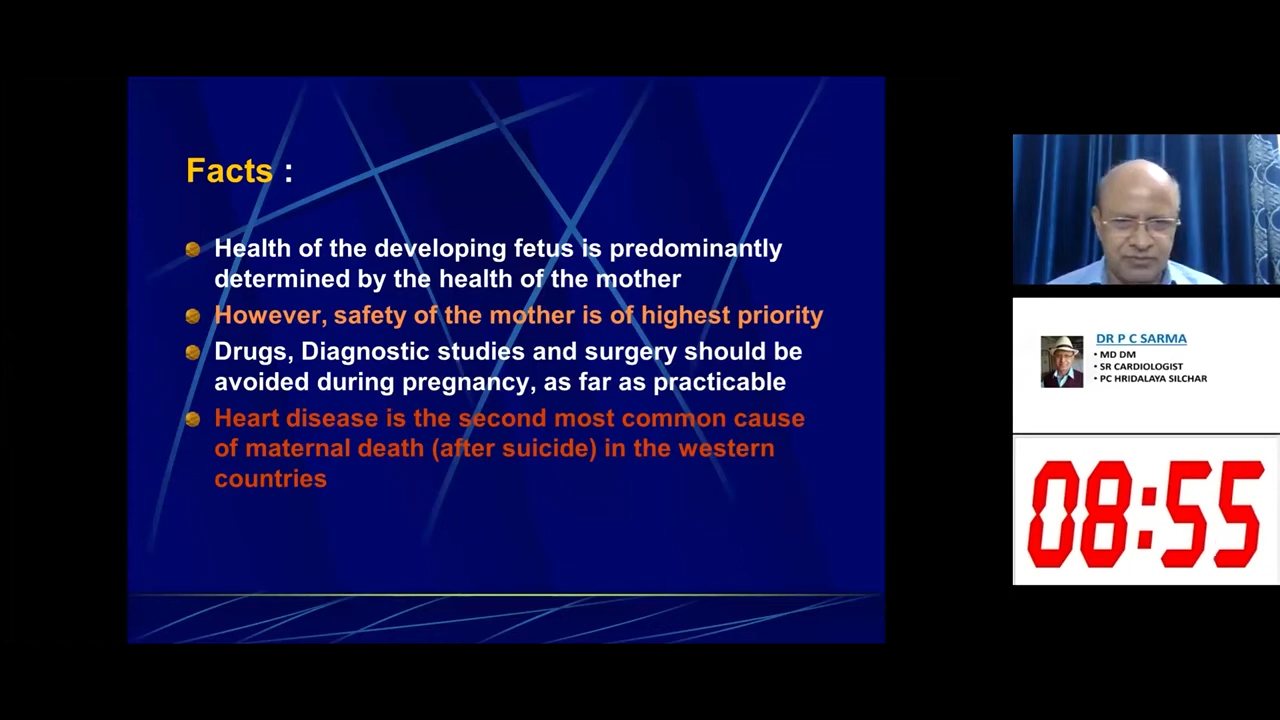 Facts :
Health of the developing fetus is predominantly
determined by the health of the mother
However, safety of the mother is of highest priority
Drugs, Diagnostic studies and surgery should be
avoided during pregnancy, as far as practicable
Heart disease is the second most common cause
of maternal death (after suicide) in the western
countries
DR P C SARMA
• MD DM
• SR CARDIOLOGIST
• PC HRIDALAYA SILCHAR
08:55